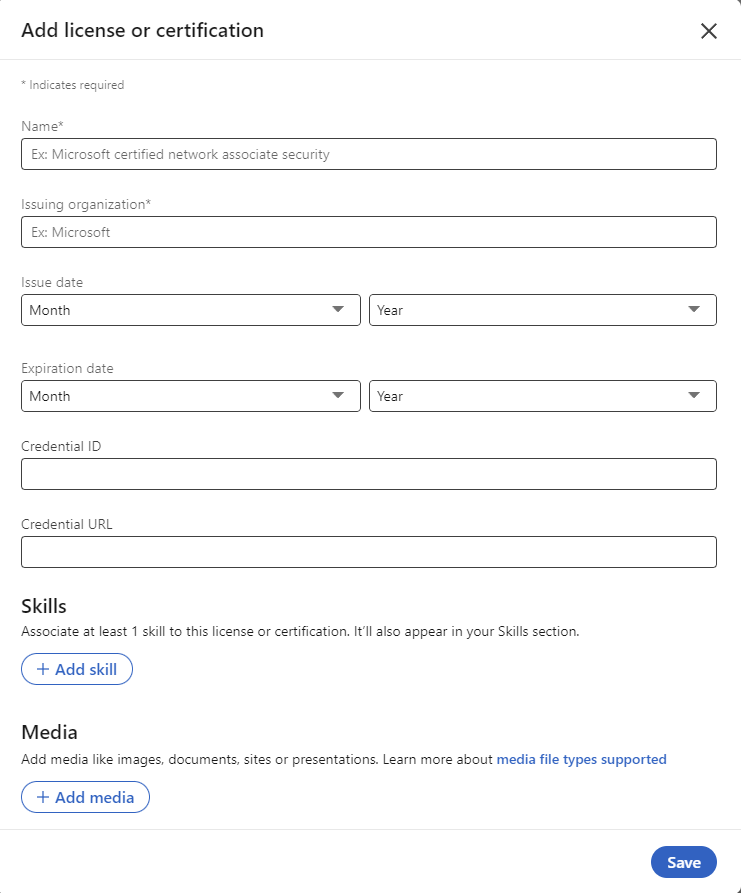 Add license or certification
* Indicates required
Name*
Ex: Microsoft certified network associate security
Issuing organization*
Ex: Microsoft
Issue date
Month Year
Expiration date
Month Year
Credential ID
Credential URL
Skills
Associate at least 1 skill to this license or certification. It’ll also appear in your Skills section.
+ Add skill
Media
Add media like images, documents, sites or presentations. Learn more about media file types supported
+ Add media
Save